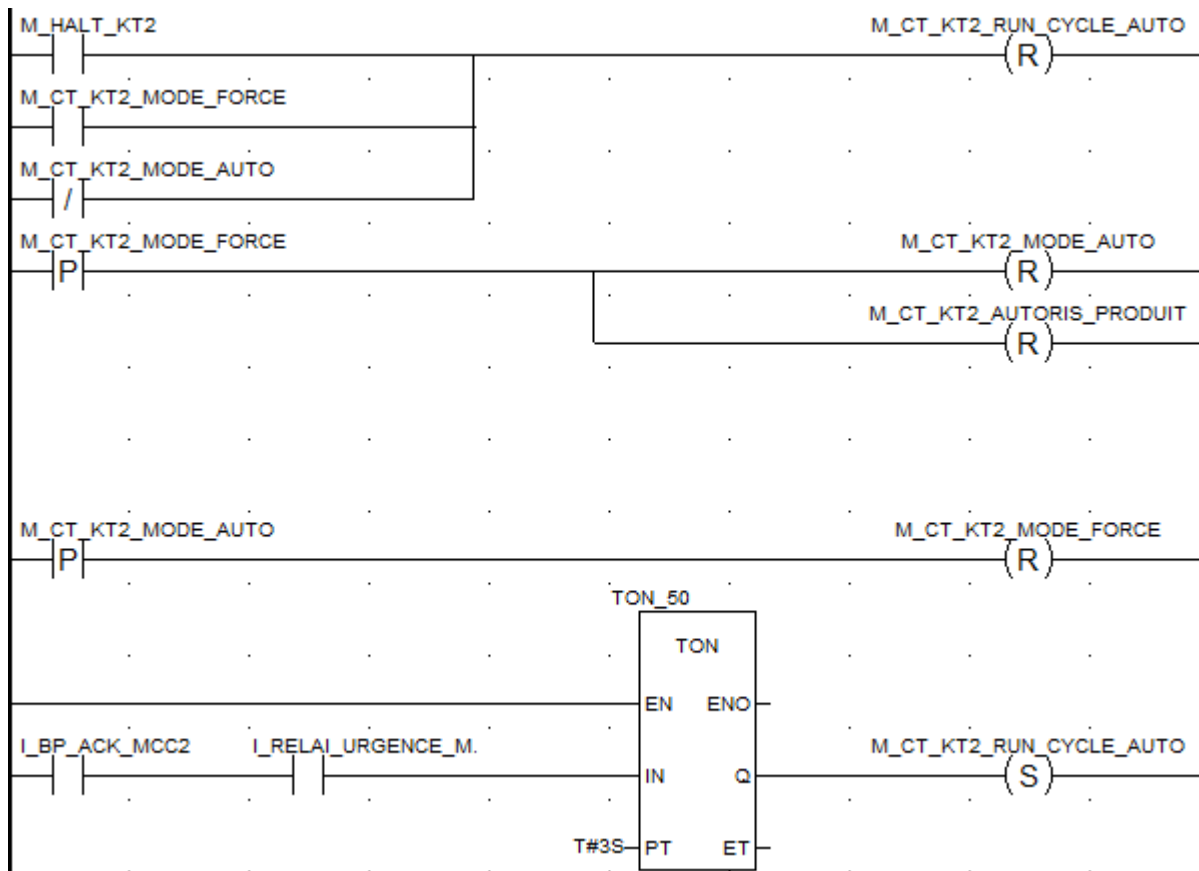 M_HALT_KT2 M_CT_KT2_RUN_CYCLE_AUTO
(R)
M_CT_KT2_MODE_FORCE
M_CT_KT2_MODE_AUTO
/
M_CT_KT2_MODE_FORCE M_CT_KT2_MODE_AUTO
P (R)
M_CT_KT2_AUTORIS_PRODUIT
(R)
M_CT_KT2_MODE_AUTO M_CT_KT2_MODE_FORCE
P (R)
TON_50
TON
EN ENO
I_BP_ACK_MCC2 I_RELAI_URGENCE_M. M_CT_KT2_RUN_CYCLE_AUTO
IN Q (S)
T#3S PT ET